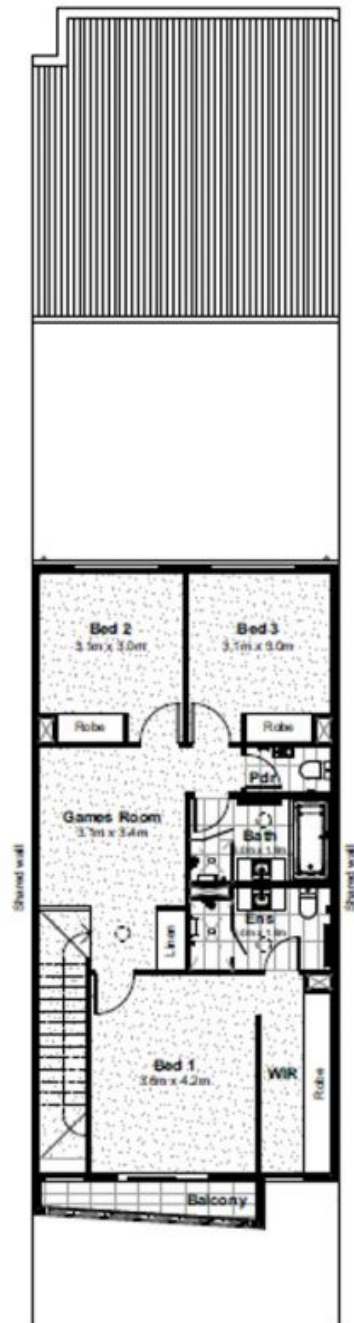 Bed 2
3.1m x 3.0m
Bed 3
3.1m x 3.0m
Robe
Robe
Pdr
Games Room
3.1m x 3.4m
Bath
Shared wall
Shared wall
Linen
Ens
Bed 1
3.6m x 4.2m
WIR
Robe
Balcony